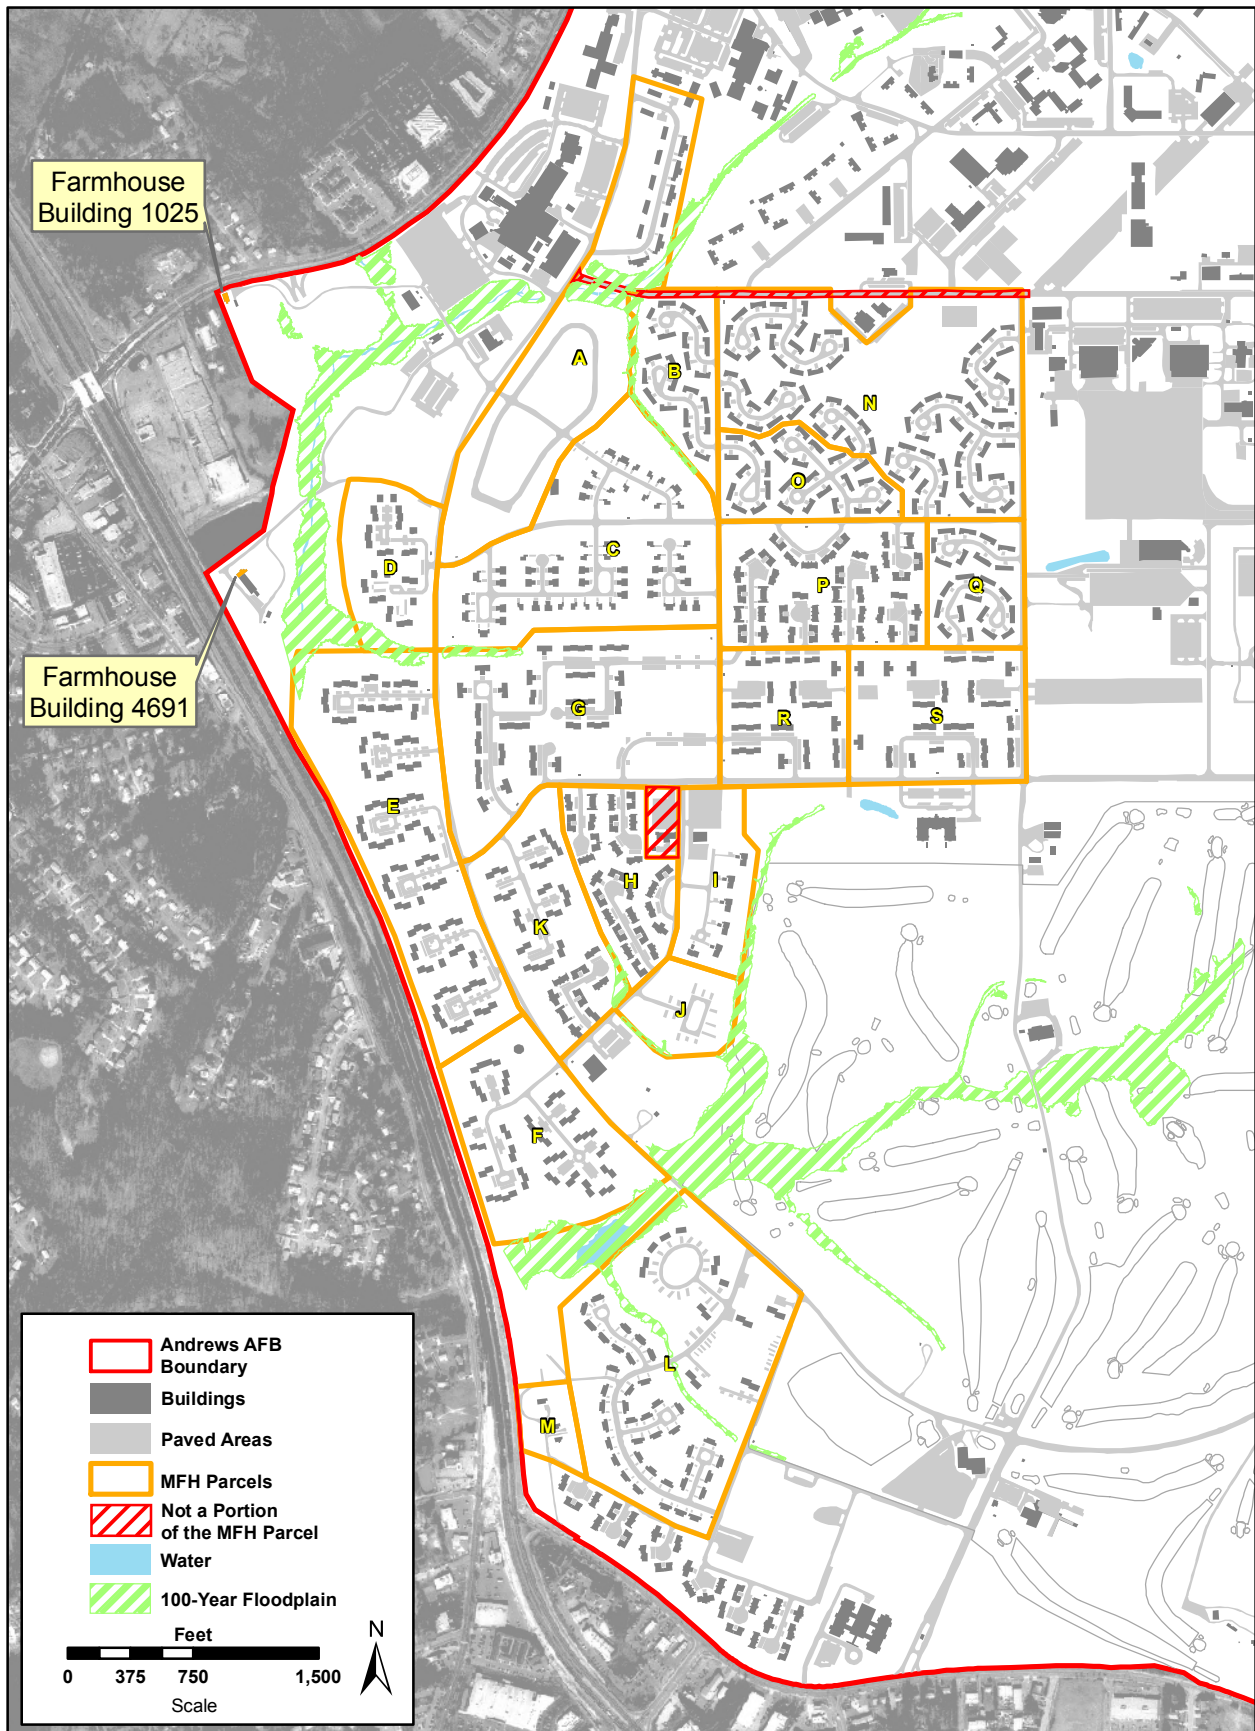 Farmhouse
Building 1025
A
B
N
O
C
D
P
Q
Farmhouse
Building 4691
G
R
S
E
H
I
K
J
F
L
M
Andrews AFB
Boundary
Buildings
Paved Areas
MFH Parcels
Not a Portion
of the MFH Parcel
Water
100-Year Floodplain
Feet
N
0 375 750 1,500
Scale